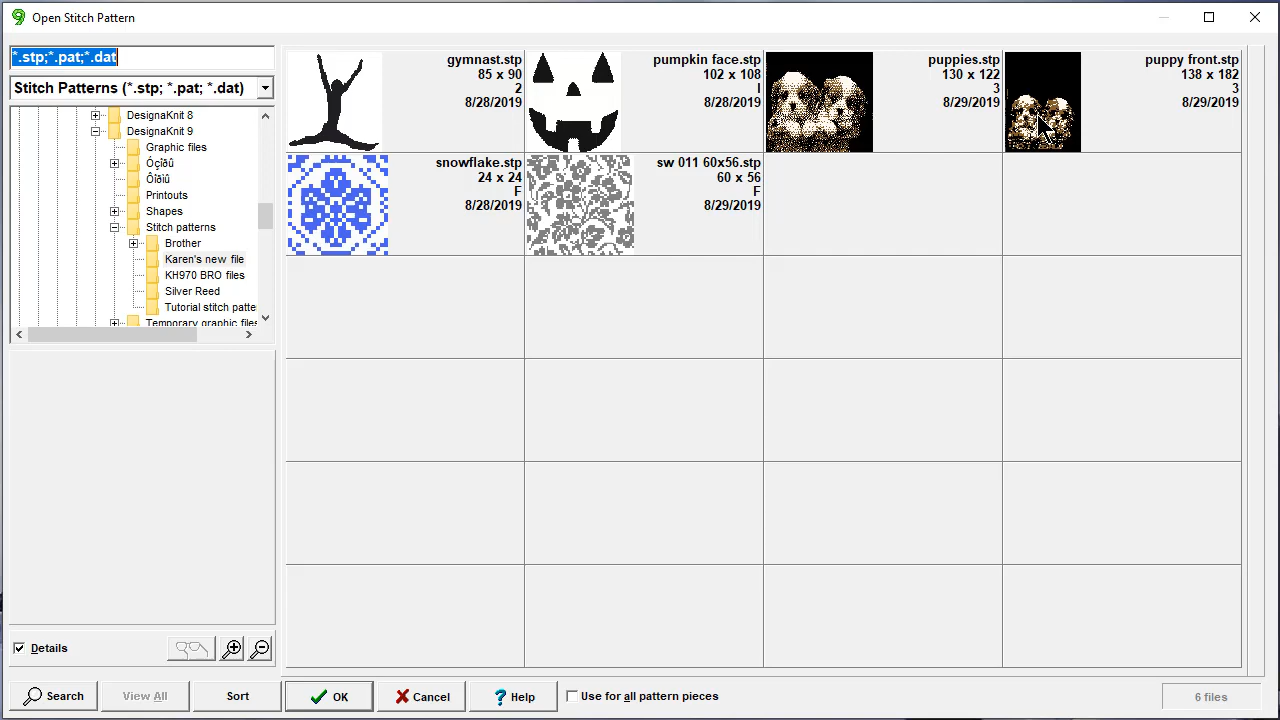 Open Stitch Pattern
*.stp;*.pat;*.dat
Stitch Patterns (*.stp; *.pat; *.dat)
DesignaKnit 8
DesignaKnit 9
Graphic files
Óçîðû
Ôîðìû
Printouts
Shapes
Stitch patterns
Brother
Karen's new file
KH970 BRO files
Silver Reed
Tutorial stitch patte
Temporary graphic files
gymnast.stp
85 x 90
2
8/28/2019
pumpkin face.stp
102 x 108
I
8/28/2019
puppies.stp
130 x 122
3
8/29/2019
puppy front.stp
138 x 182
3
8/29/2019
snowflake.stp
24 x 24
F
8/28/2019
sw 011 60x56.stp
60 x 56
F
8/29/2019
Details
Search
View All
Sort
OK
Cancel
Help
Use for all pattern pieces
6 files